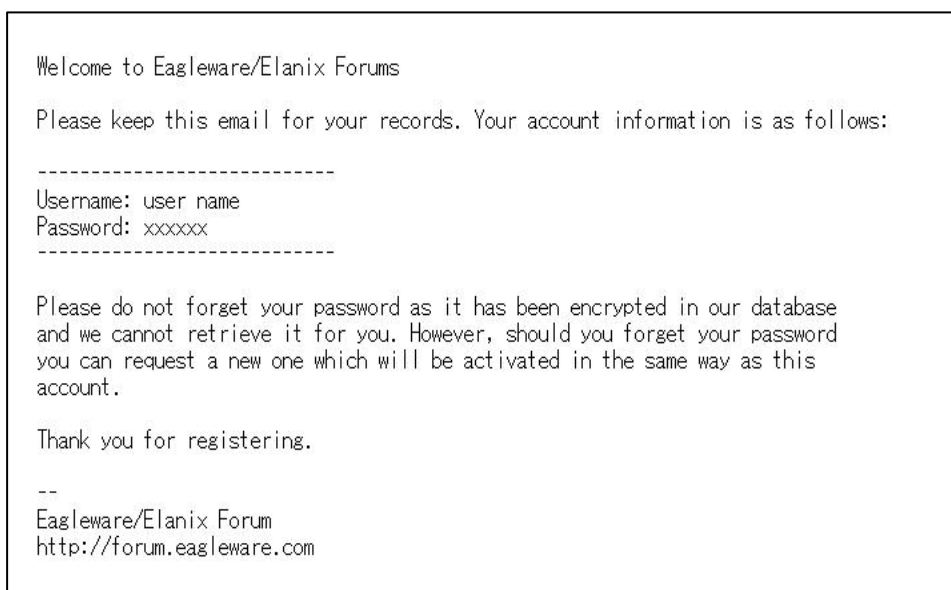 Welcome to Eagleware/Elanix Forums
Please keep this email for your records. Your account information is as follows:
----------------------------
Username: user name
Password: xxxxxx
----------------------------
Please do not forget your password as it has been encrypted in our database
and we cannot retrieve it for you. However, should you forget your password
you can request a new one which will be activated in the same way as this
account.
Thank you for registering.
--
Eagleware/Elanix Forum
http://forum.eagleware.com